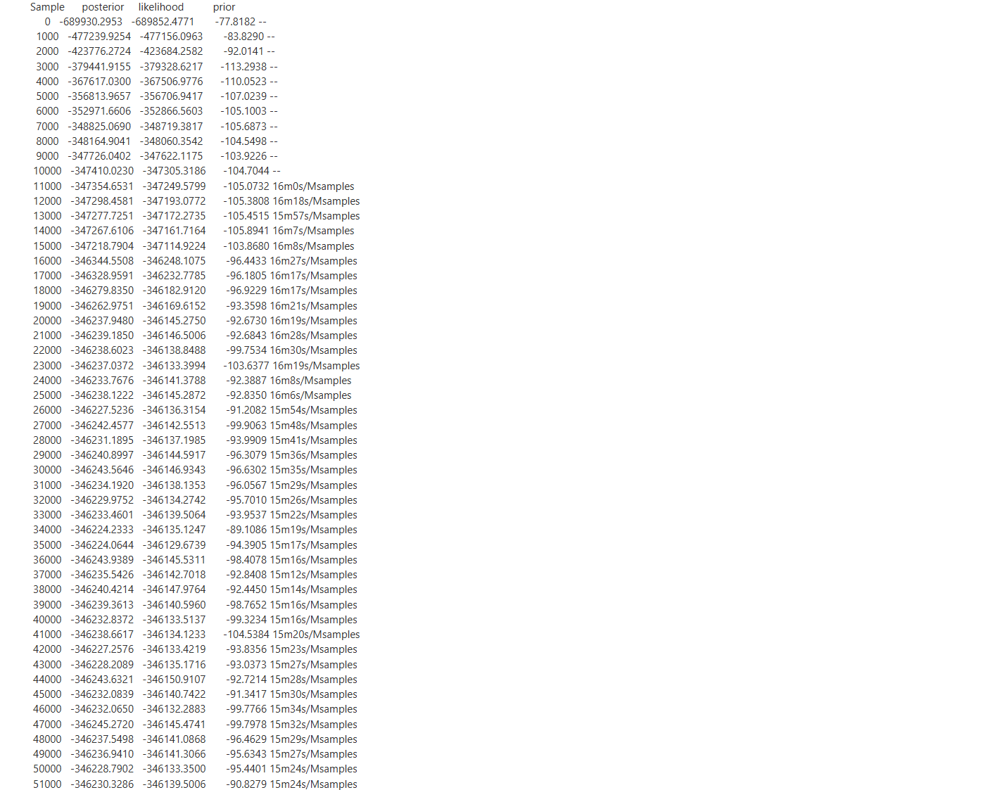 Sample posterior likelihood prior
0 -689930.2953 -689852.4771 -77.8182 --
1000 -477239.9254 -477156.0963 -83.8290 --
2000 -423776.2724 -423684.2582 -92.0141 --
3000 -379441.9155 -379328.6217 -113.2938 --
4000 -367617.0300 -367506.9776 -110.0523 --
5000 -356813.9657 -356706.9417 -107.0239 --
6000 -352971.6606 -352866.5603 -105.1003 --
7000 -348825.0690 -348719.3817 -105.6873 --
8000 -348164.9041 -348060.3542 -104.5498 --
9000 -347726.0402 -347622.1175 -103.9226 --
10000 -347410.0230 -347305.3186 -104.7044 --
11000 -347354.6531 -347249.5799 -105.0732 16m0s/Msamples
12000 -347298.4581 -347193.0772 -105.3808 16m18s/Msamples
13000 -347277.7251 -347172.2735 -105.4515 15m57s/Msamples
14000 -347267.6106 -347161.7164 -105.8941 16m7s/Msamples
15000 -347218.7904 -347114.9224 -103.8680 16m8s/Msamples
16000 -346344.5508 -346248.1075 -96.4433 16m27s/Msamples
17000 -346328.9591 -346232.7785 -96.1805 16m17s/Msamples
18000 -346279.8350 -346182.9120 -96.9229 16m17s/Msamples
19000 -346262.9751 -346169.6152 -93.3598 16m21s/Msamples
20000 -346237.9480 -346145.2750 -92.6730 16m19s/Msamples
21000 -346239.1850 -346146.5006 -92.6843 16m28s/Msamples
22000 -346238.6023 -346138.8488 -99.7534 16m30s/Msamples
23000 -346237.0372 -346133.3994 -103.6377 16m19s/Msamples
24000 -346233.7676 -346141.3788 -92.3887 16m8s/Msamples
25000 -346238.1222 -346145.2872 -92.8350 16m6s/Msamples
26000 -346227.5236 -346136.3154 -91.2082 15m54s/Msamples
27000 -346242.4577 -346142.5513 -99.9063 15m48s/Msamples
28000 -346231.1895 -346137.1985 -93.9909 15m41s/Msamples
29000 -346240.8997 -346144.5917 -96.3079 15m36s/Msamples
30000 -346243.5646 -346146.9343 -96.6302 15m35s/Msamples
31000 -346234.1920 -346138.1353 -96.0567 15m29s/Msamples
32000 -346229.9752 -346134.2742 -95.7010 15m26s/Msamples
33000 -346233.4601 -346139.5064 -93.9537 15m22s/Msamples
34000 -346224.2333 -346135.1247 -89.1086 15m19s/Msamples
35000 -346224.0644 -346129.6739 -94.3905 15m17s/Msamples
36000 -346243.9389 -346145.5311 -98.4078 15m16s/Msamples
37000 -346235.5426 -346142.7018 -92.8408 15m12s/Msamples
38000 -346240.4214 -346147.9764 -92.4450 15m14s/Msamples
39000 -346239.3613 -346140.5960 -98.7652 15m16s/Msamples
40000 -346232.8372 -346133.5137 -99.3234 15m16s/Msamples
41000 -346238.6617 -346134.1233 -104.5384 15m20s/Msamples
42000 -346227.2576 -346133.4219 -93.8356 15m23s/Msamples
43000 -346228.2089 -346135.1716 -93.0373 15m27s/Msamples
44000 -346243.6321 -346150.9107 -92.7214 15m28s/Msamples
45000 -346232.0839 -346140.7422 -91.3417 15m30s/Msamples
46000 -346232.0650 -346132.2883 -99.7766 15m34s/Msamples
47000 -346245.2720 -346145.4741 -99.7978 15m32s/Msamples
48000 -346237.5498 -346141.0868 -96.4629 15m29s/Msamples
49000 -346236.9410 -346141.3066 -95.6343 15m27s/Msamples
50000 -346228.7902 -346133.3500 -95.4401 15m24s/Msamples
51000 -346230.3286 -346139.5006 -90.8279 15m24s/Msamples